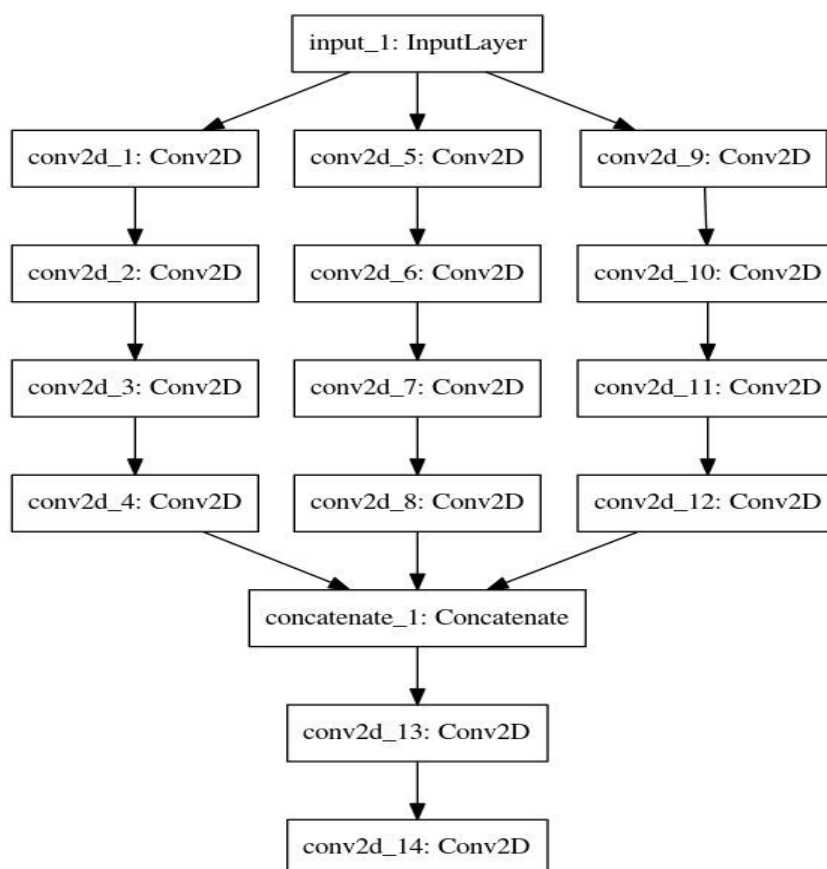 input_1: InputLayer
conv2d_1: Conv2D
conv2d_5: Conv2D
conv2d_9: Conv2D
conv2d_2: Conv2D
conv2d_6: Conv2D
conv2d_10: Conv2D
conv2d_3: Conv2D
conv2d_7: Conv2D
conv2d_11: Conv2D
conv2d_4: Conv2D
conv2d_8: Conv2D
conv2d_12: Conv2D
concatenate_1: Concatenate
conv2d_13: Conv2D
conv2d_14: Conv2D